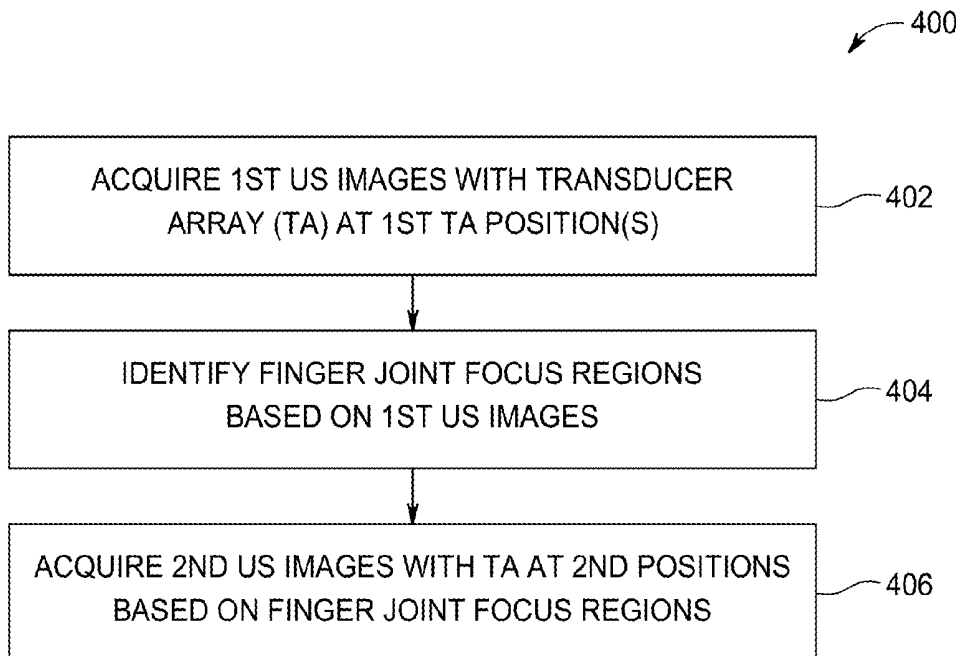 400
ACQUIRE 1ST US IMAGES WITH TRANSDUCER
ARRAY (TA) AT 1ST TA POSITION(S)
402
IDENTIFY FINGER JOINT FOCUS REGIONS
BASED ON 1ST US IMAGES
404
ACQUIRE 2ND US IMAGES WITH TA AT 2ND POSITIONS
BASED ON FINGER JOINT FOCUS REGIONS
406